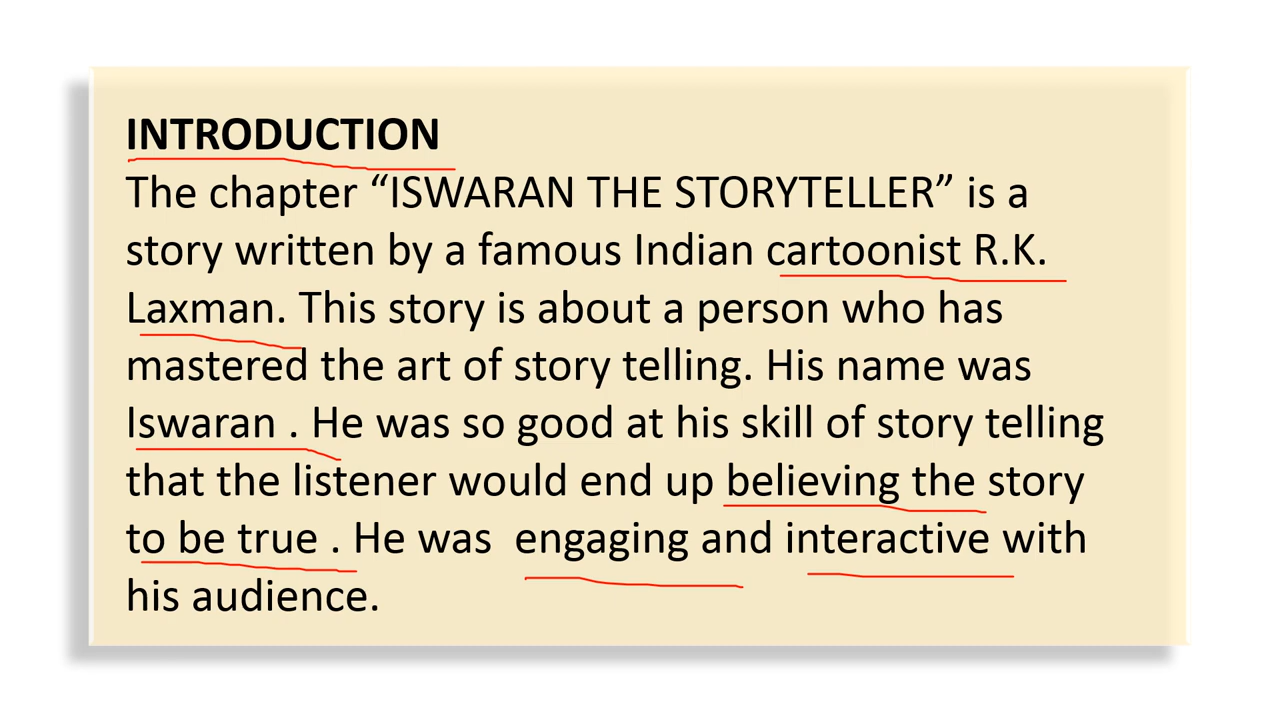 INTRODUCTION
The chapter “ISWARAN THE STORYTELLER” is a
story written by a famous Indian cartoonist R.K.
Laxman. This story is about a person who has
mastered the art of story telling. His name was
Iswaran . He was so good at his skill of story telling
that the listener would end up believing the story
to be true . He was  engaging and interactive with
his audience.